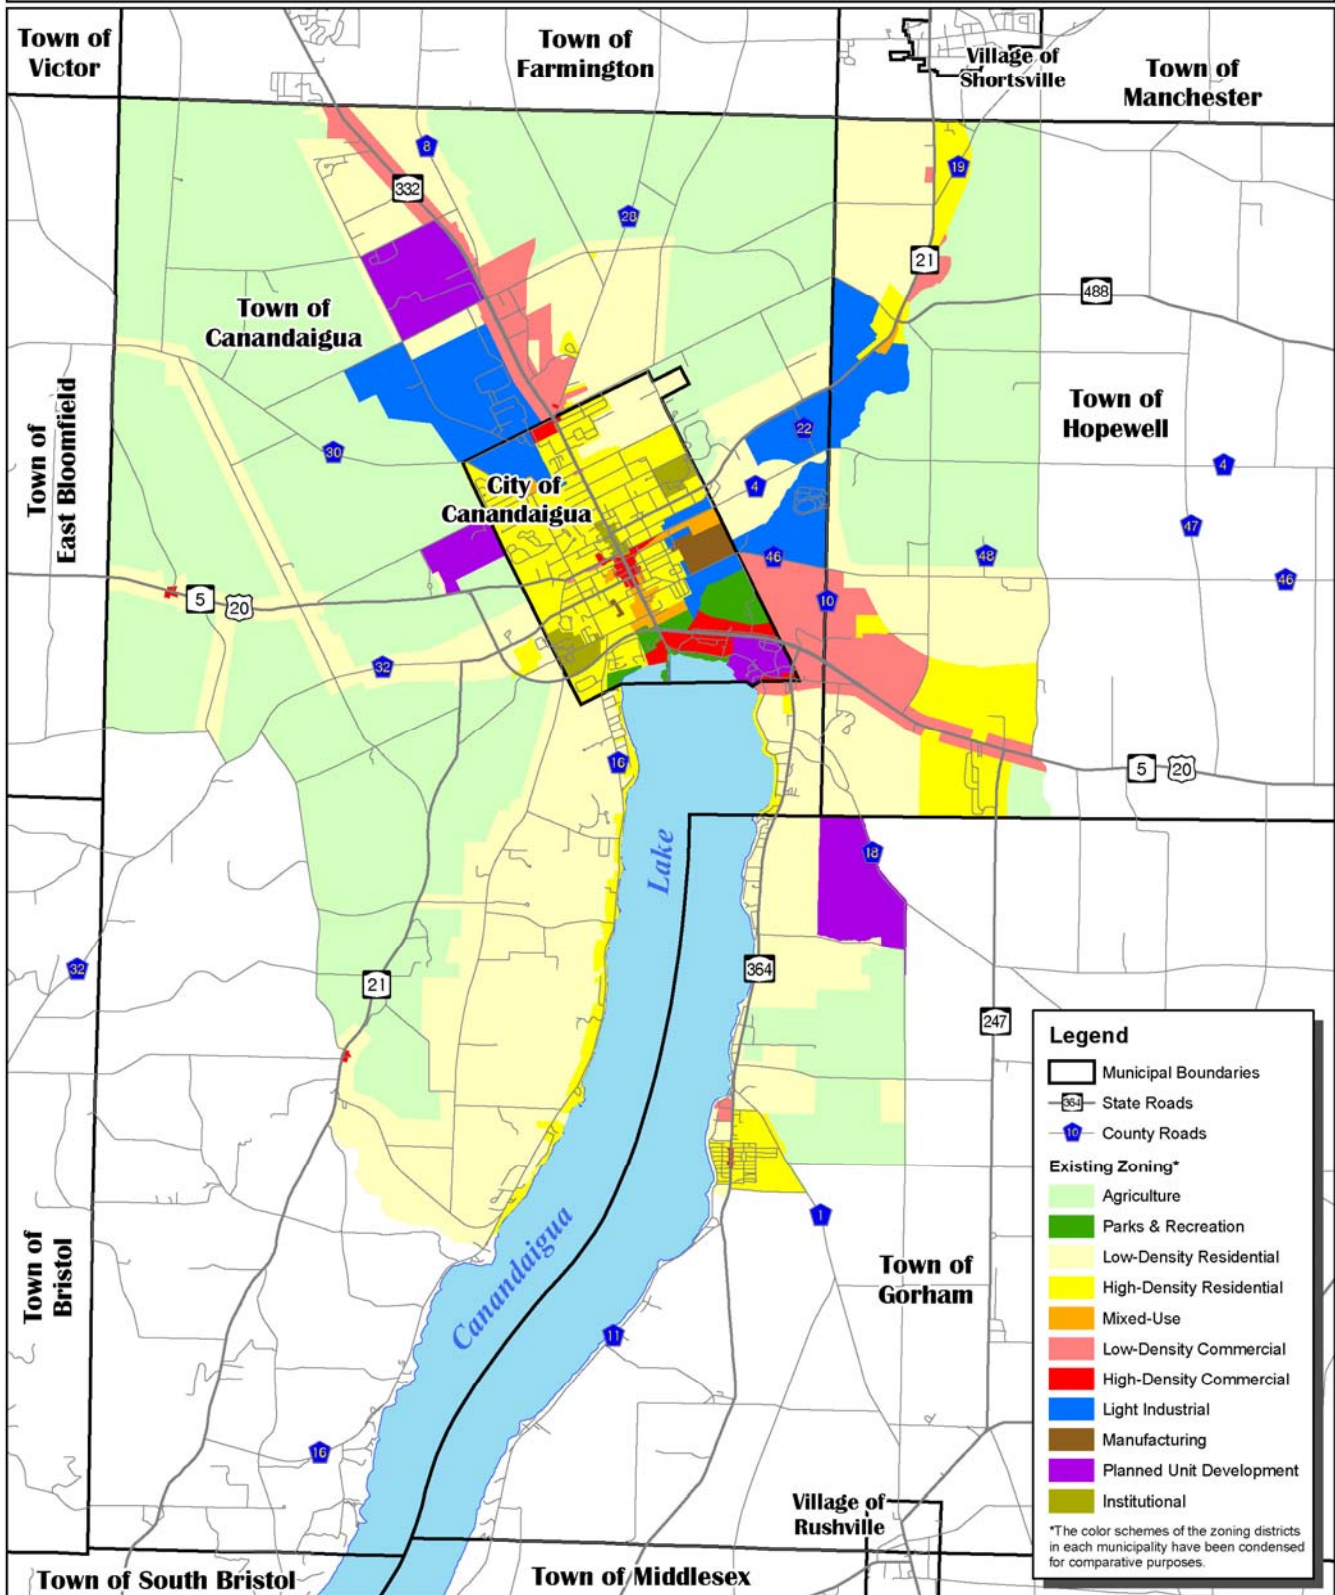 Town of
Victor
Town of
Farmington
Village of
Shortsville
Town of
Manchester
8
332
19
28
21
488
Town of
Canandaigua
Town of
East Bloomfield
Town of
Hopewell
30
22
4
4
City of
Canandaigua
47
46
48
46
5
20
10
32
16
5
20
Lake
18
32
21
364
247
Legend
Municipal Boundaries
364
State Roads
10
County Roads
Existing Zoning*
Agriculture
Parks & Recreation
Low-Density Residential
High-Density Residential
Mixed-Use
Low-Density Commercial
High-Density Commercial
Light Industrial
Manufacturing
Planned Unit Development
Institutional
*The color schemes of the zoning districts
in each municipality have been condensed
for comparative purposes.
1
Town of
Bristol
Town of
Gorham
Canandaigua
11
16
Village of
Rushville
Town of South Bristol
Town of Middlesex